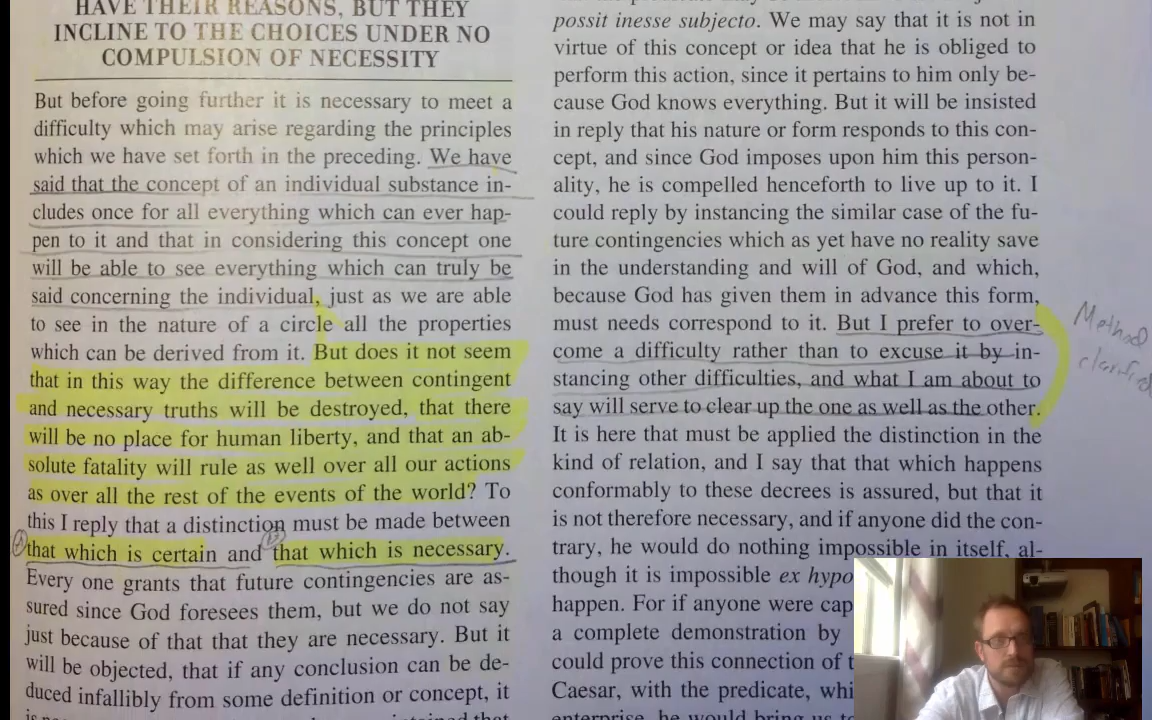 HAVE THEIR REASONS, BUT THEY
INCLINE TO THE CHOICES UNDER NO
COMPULSION OF NECESSITY
But before going further it is necessary to meet a
difficulty which may arise regarding the principles
which we have set forth in the preceding. We have
said that the concept of an individual substance in-
cludes once for all everything which can ever hap-
pen to it and that in considering this concept one
will be able to see everything which can truly be
said concerning the individual, just as we are able
to see in the nature of a circle all the properties
which can be derived from it. But does it not seem
that in this way the difference between contingent
and necessary truths will be destroyed, that there
will be no place for human liberty, and that an ab-
solute fatality will rule as well over all our actions
as over all the rest of the events of the world? To
this I reply that a distinction must be made between
that which is certain and that which is necessary.
Every one grants that future contingencies are as-
sured since God foresees them, but we do not say
just because of that that they are necessary. But it
will be objected, that if any conclusion can be de-
duced infallibly from some definition or concept, it
possit inesse subjecto. We may say that it is not in
virtue of this concept or idea that he is obliged to
perform this action, since it pertains to him only be-
cause God knows everything. But it will be insisted
in reply that his nature or form responds to this con-
cept, and since God imposes upon him this person-
ality, he is compelled henceforth to live up to it. I
could reply by instancing the similar case of the fu-
ture contingencies which as yet have no reality save
in the understanding and will of God, and which,
because God has given them in advance this form,
must needs correspond to it. But I prefer to over-
come a difficulty rather than to excuse it by in-
stancing other difficulties, and what I am about to
say will serve to clear up the one as well as the other.
It is here that must be applied the distinction in the
kind of relation, and I say that that which happens
conformably to these decrees is assured, but that it
is not therefore necessary, and if anyone did the con-
trary, he would do nothing impossible in itself, al-
though it is impossible ex hypo
happen. For if anyone were cap
a complete demonstration by
could prove this connection of t
Caesar, with the predicate, whi
enterprise, he would bring us to
Method